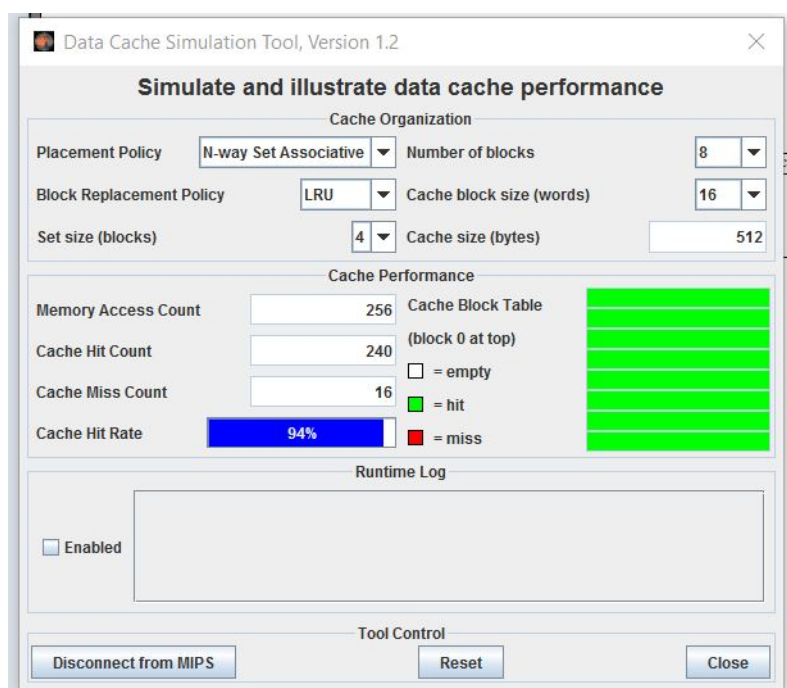 Data Cache Simulation Tool, Version 1.2
Simulate and illustrate data cache performance
Cache Organization
Placement Policy N-way Set Associative Number of blocks 8
Block Replacement Policy LRU Cache block size (words) 16
Set size (blocks) 4 Cache size (bytes) 512
Cache Performance
Memory Access Count 256 Cache Block Table
(block 0 at top)
Cache Hit Count 240
= empty
Cache Miss Count 16
= hit
Cache Hit Rate 94%
= miss
Runtime Log
Enabled
Tool Control
Disconnect from MIPS Reset Close